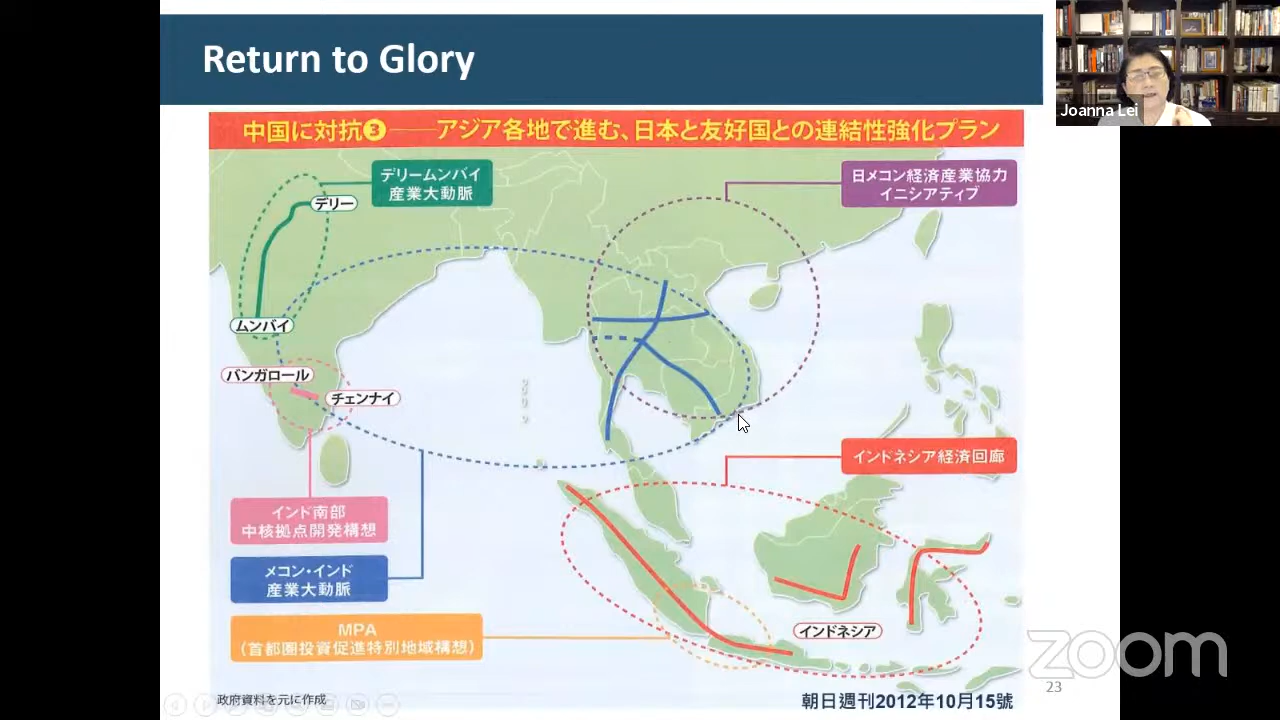 Return to Glory
Joanna Lei
中国に対抗❸――アジア各地で進む、日本と友好国との連結性強化プラン
デリームンバイ
産業大動脈
日メコン経済産業協力
イニシアティブ
デリー
ムンバイ
バンガロール
チェンナイ
インドネシア経済回廊
インド南部
中核拠点開発構想
メコン・インド
産業大動脈
MPA
(首都圏投資促進特別地域構想)
インドネシア
zoom
23
政府資料を元に作成
朝日週刊2012年10月15號